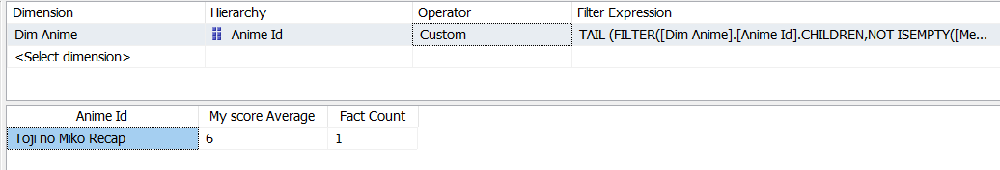 Dimension Hierarchy Operator Filter Expression
Dim Anime Anime Id Custom TAIL (FILTER([Dim Anime].[Anime Id].CHILDREN,NOT ISEMPTY([Me...
<Select dimension>
Anime Id My score Average Fact Count
Toji no Miko Recap 6 1